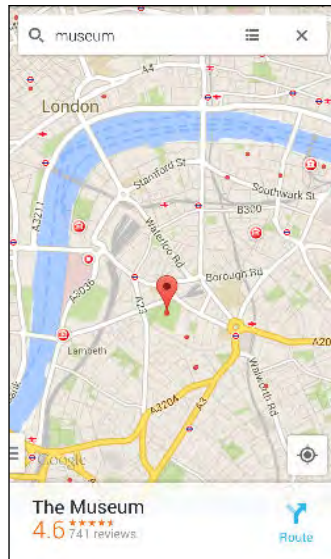 museum
A4
London
Stamford St
Southwark St
B300
A3211
Waterloo Rd
Borough Rd
A3036
A23
Lambeth
A20
Walworth Rd
A3204
A3
Google
The Museum
4.6
741 reviews
Route